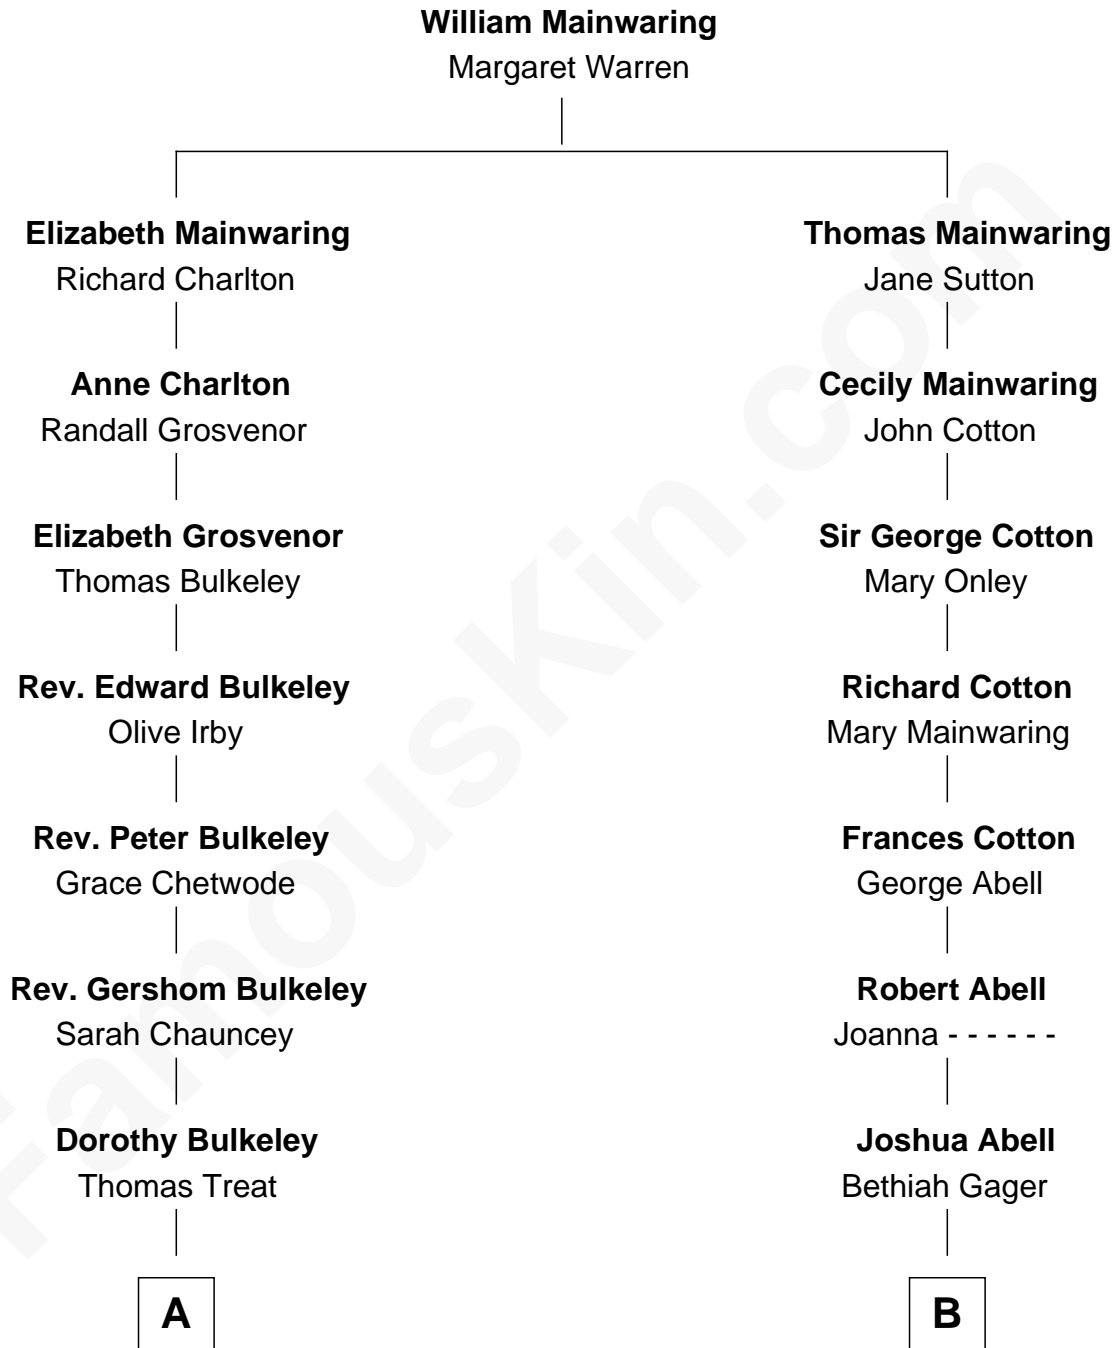 William Mainwaring
Margaret Warren
Elizabeth Mainwaring
Richard Charlton
Thomas Mainwaring
Jane Sutton
Anne Charlton
Randall Grosvenor
Cecily Mainwaring
John Cotton
Elizabeth Grosvenor
Thomas Bulkeley
Sir George Cotton
Mary Onley
Rev. Edward Bulkeley
Olive Irby
Richard Cotton
Mary Mainwaring
Rev. Peter Bulkeley
Grace Chetwode
Frances Cotton
George Abell
Rev. Gershom Bulkeley
Sarah Chauncey
Robert Abell
Joanna - - - - - -
Dorothy Bulkeley
Thomas Treat
Joshua Abell
Bethiah Gager
A
B
FamousKin.com